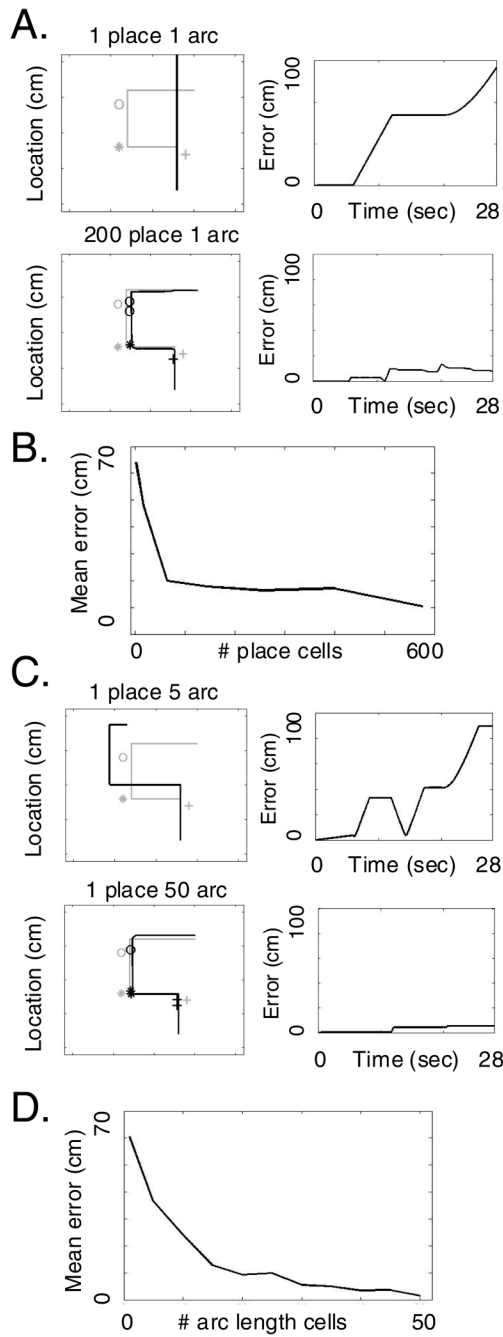 A.
1 place 1 arc
Location (cm)
Error (cm)
100
0
0 Time (sec) 28
200 place 1 arc
Location (cm)
Error (cm)
100
0
0 Time (sec) 28
B.
Mean error (cm)
70
0
0 # place cells 600
C.
1 place 5 arc
Location (cm)
Error (cm)
100
0
0 Time (sec) 28
1 place 50 arc
Location (cm)
Error (cm)
100
0
0 Time (sec) 28
D.
Mean error (cm)
70
0
0 # arc length cells 50